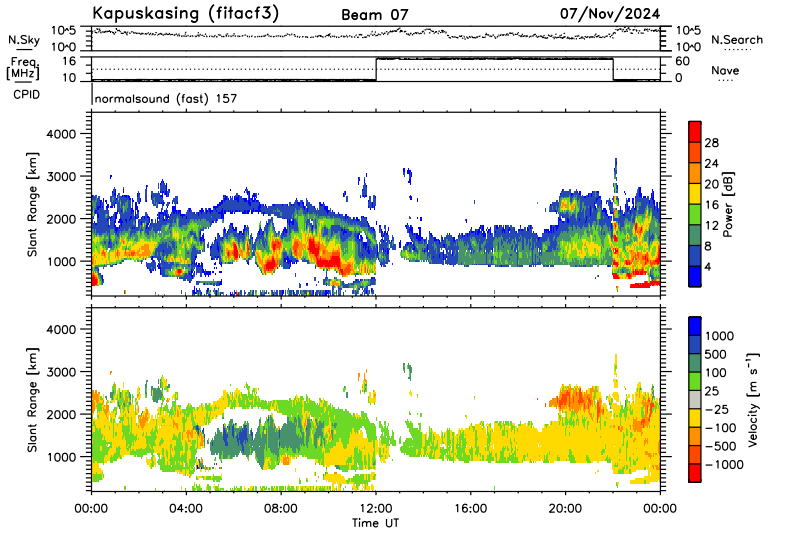 Kapuskasing (fitacf3) Beam 07 07/Nov/2024
N.Sky 10^5 10^0 10^5 10^0 N.Search
Freq. [MHz] 16 10 60 0 Nave
CPID normalsound (fast) 157
Slant Range [km]
4000
3000
2000
1000
28
24
20
16
12
8
4
Power [dB]
Slant Range [km]
4000
3000
2000
1000
1000
500
100
25
-25
-100
-500
-1000
Velocity [m s^-1]
00:00 04:00 08:00 12:00 16:00 20:00 00:00
Time UT